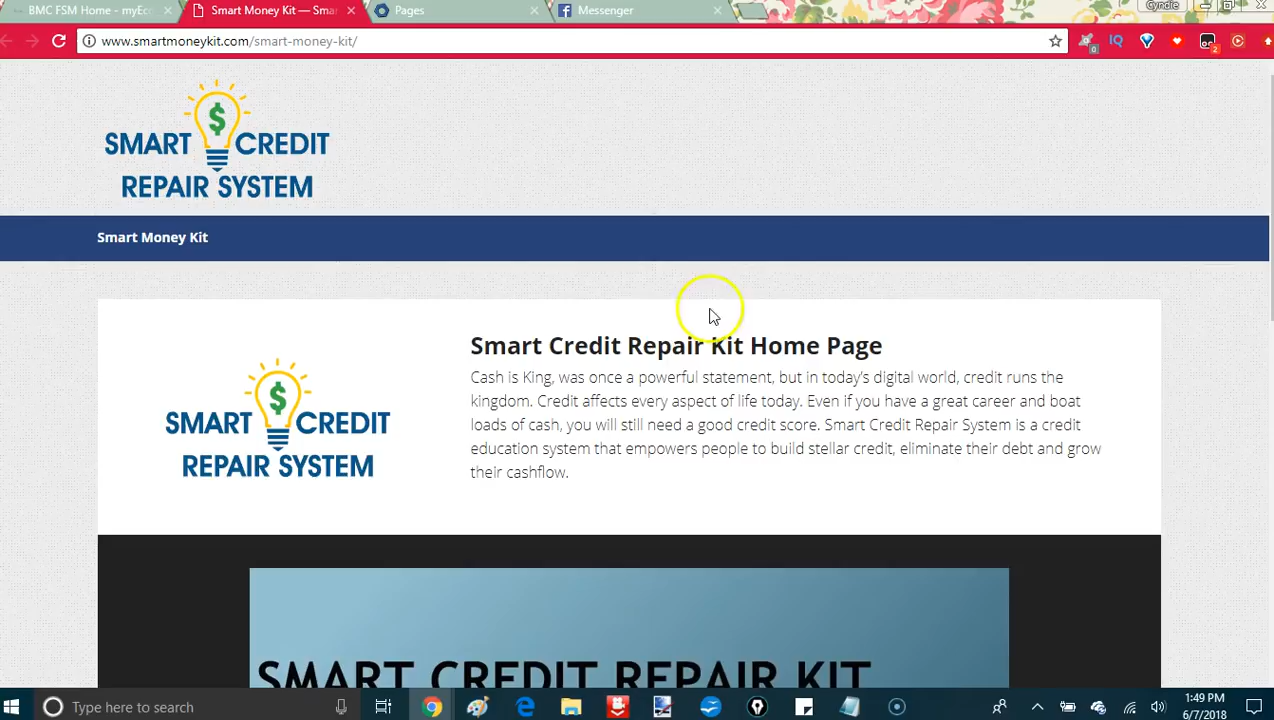 BMC FSM Home - myEc
Smart Money Kit — Sma
Pages
Messenger
Cyndie
www.smartmoneykit.com/smart-money-kit/
IQ
0
2
SMART CREDIT
REPAIR SYSTEM
Smart Money Kit
Smart Credit Repair Kit Home Page
Cash is King, was once a powerful statement, but in today's digital world, credit runs the
kingdom. Credit affects every aspect of life today. Even if you have a great career and boat
loads of cash, you will still need a good credit score. Smart Credit Repair System is a credit
education system that empowers people to build stellar credit, eliminate their debt and grow
their cashflow.
$
SMART CREDIT
REPAIR SYSTEM
SMART CREDIT REPAIR KIT
Type here to search
1:49 PM
6/7/2018